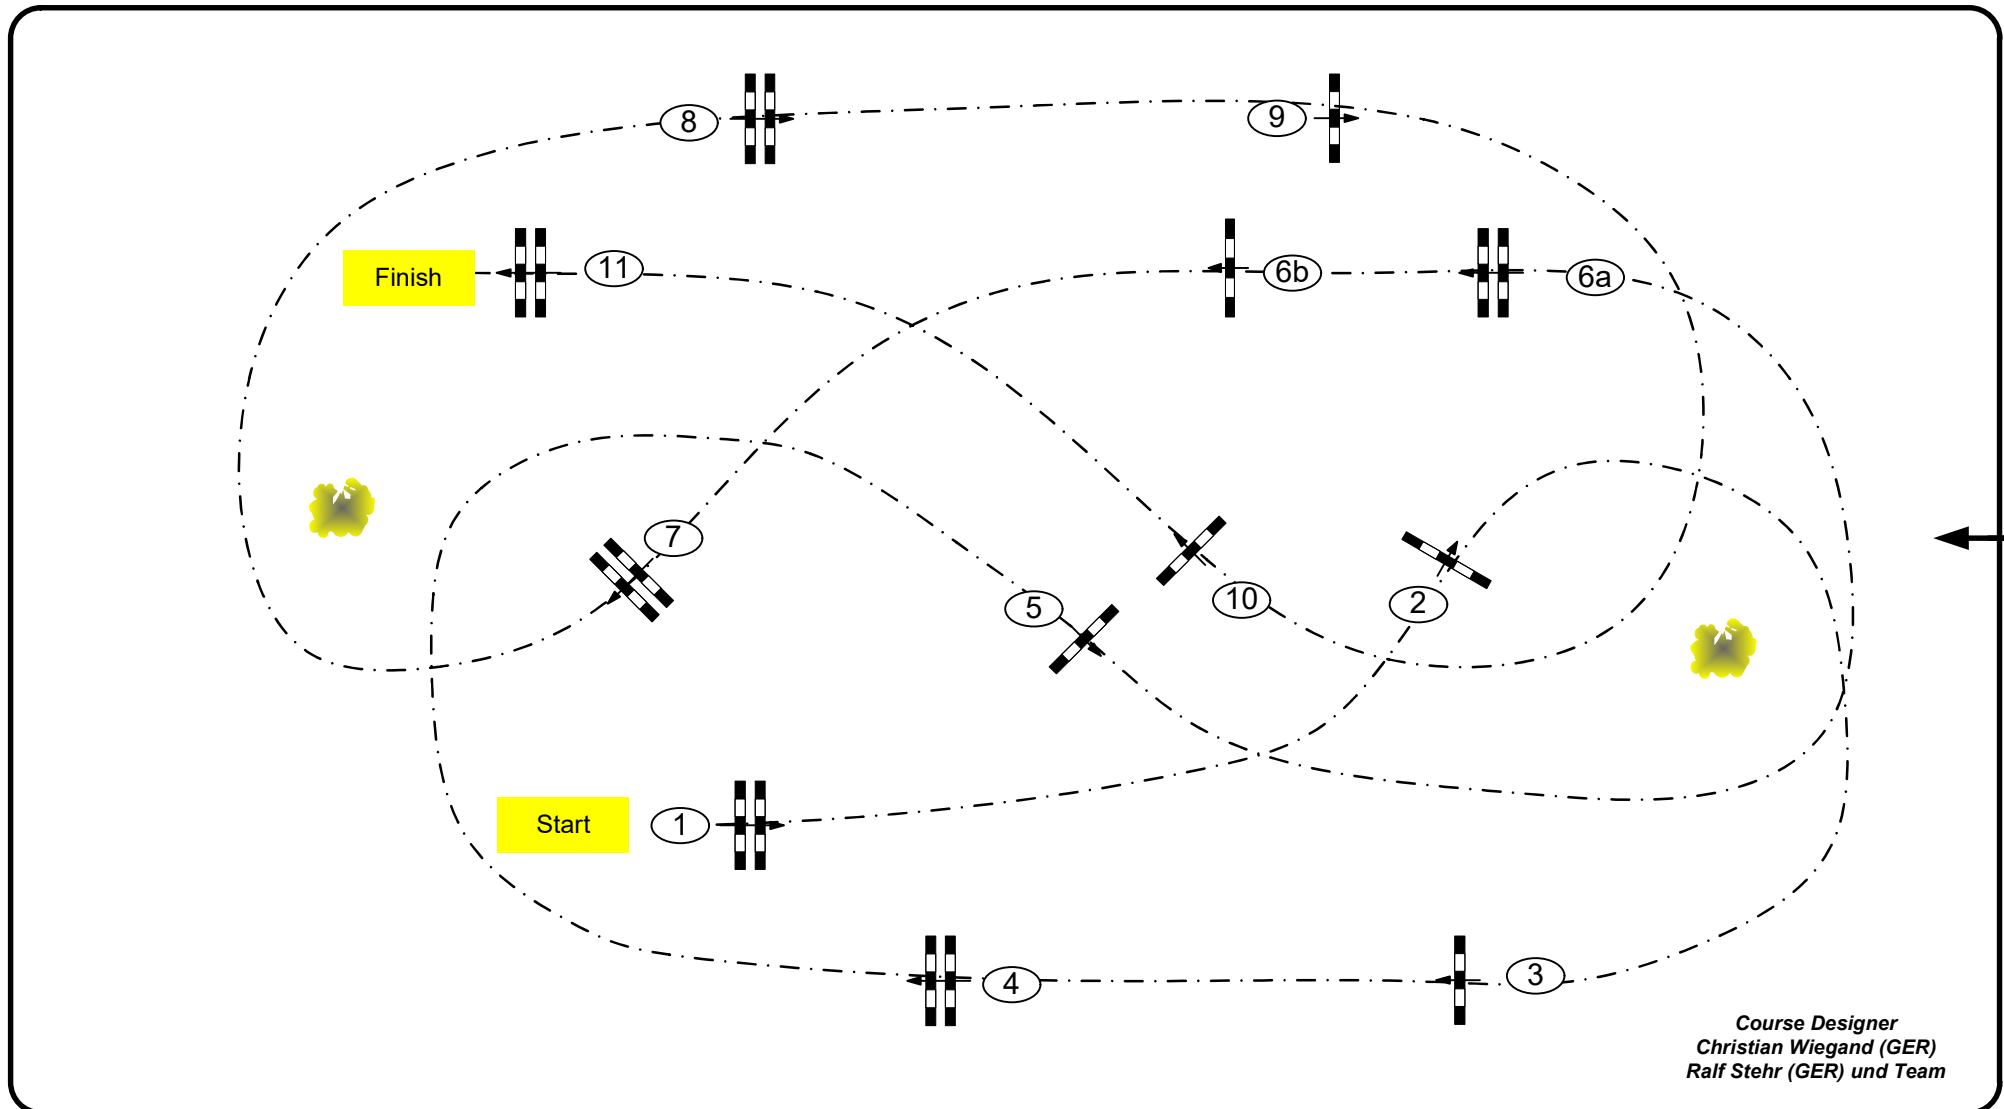 8
9
Finish
11
6b
6a
7
5
10
2
Start
1
4
3
Course Designer
Christian Wiegand (GER)
Ralf Stehr (GER) und Team